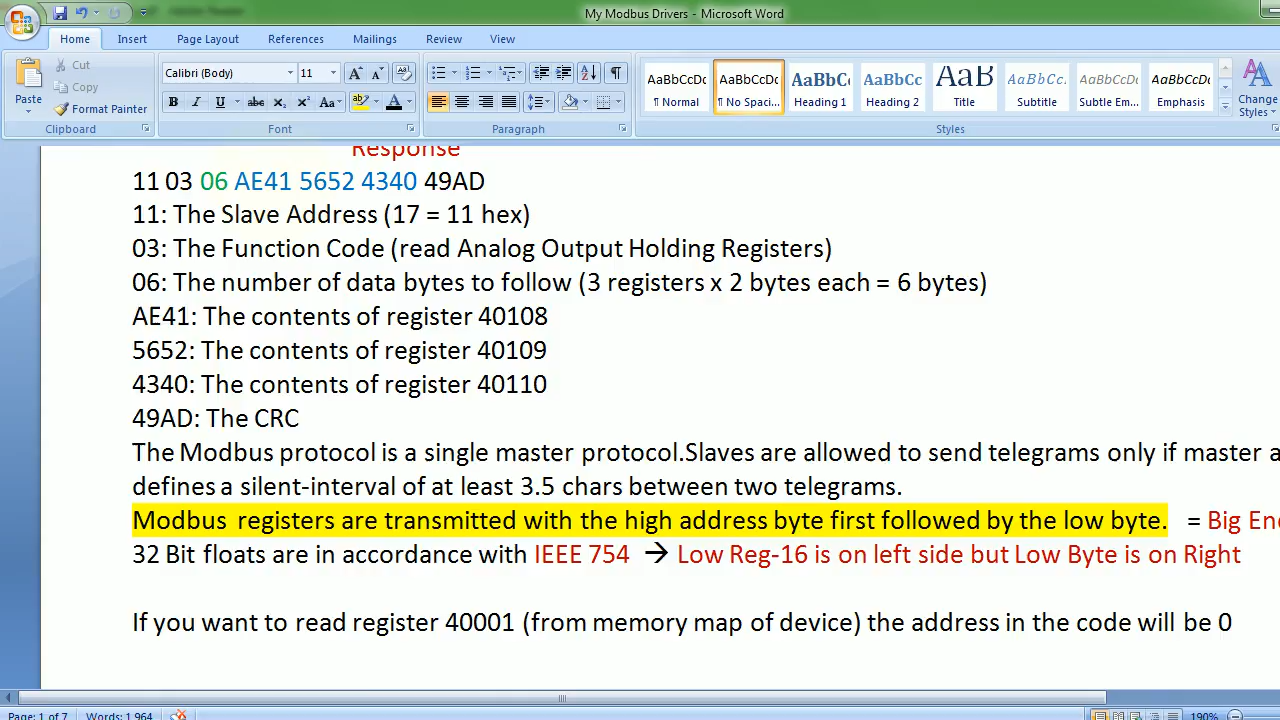 My Modbus Drivers - Microsoft Word
Home Insert Page Layout References Mailings Review View
Paste
Cut
Copy
Format Painter
Clipboard
Calibri (Body) 11
Font
Paragraph
AaBbCcDc AaBbCcDc AaBbC AaBbCc AaB AaBbCc. AaBbCcDc AaBbCcDc
¶ Normal ¶ No Spaci... Heading 1 Heading 2 Title Subtitle Subtle Em... Emphasis
Change Styles
Styles
Response
11 03 06 AE41 5652 4340 49AD
11: The Slave Address (17 = 11 hex)
03: The Function Code (read Analog Output Holding Registers)
06: The number of data bytes to follow (3 registers x 2 bytes each = 6 bytes)
AE41: The contents of register 40108
5652: The contents of register 40109
4340: The contents of register 40110
49AD: The CRC
The Modbus protocol is a single master protocol.Slaves are allowed to send telegrams only if master a
defines a silent-interval of at least 3.5 chars between two telegrams.
Modbus registers are transmitted with the high address byte first followed by the low byte. = Big En
32 Bit floats are in accordance with IEEE 754 → Low Reg-16 is on left side but Low Byte is on Right
If you want to read register 40001 (from memory map of device) the address in the code will be 0
Page: 1 of 7 Words: 1,964 190%